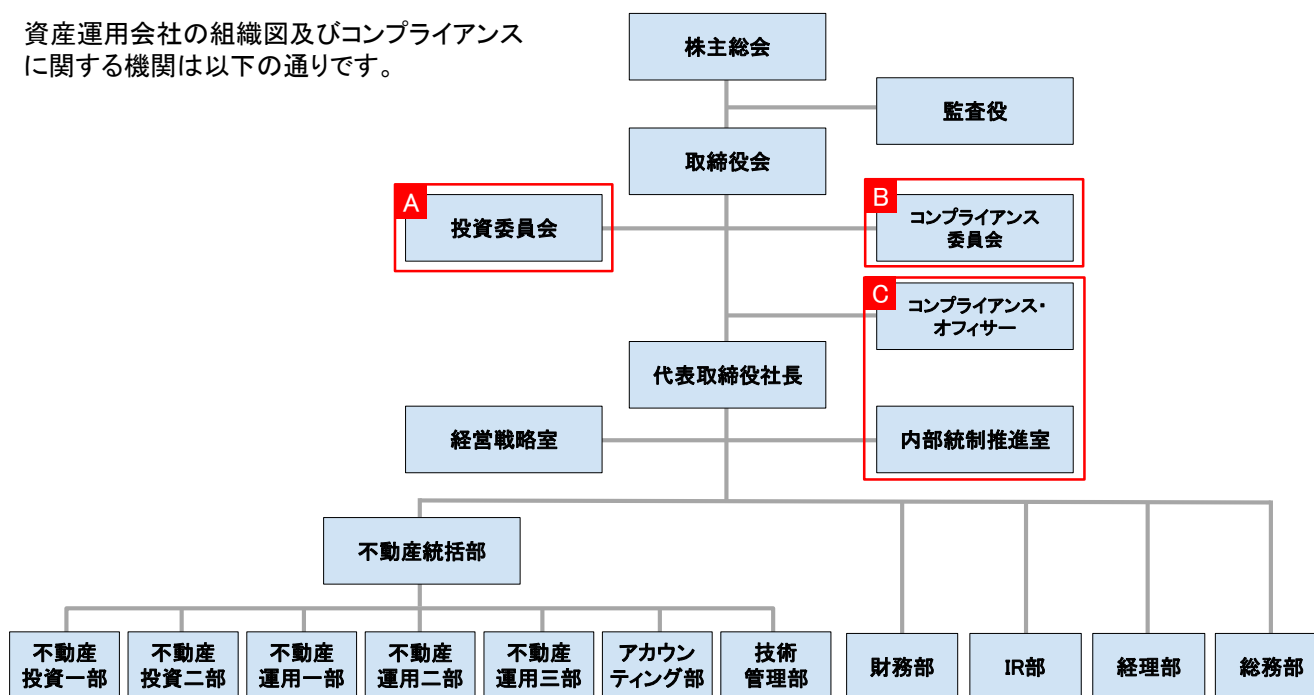 資産運用会社の組織図及びコンプライアンス
に関する機関は以下の通りです。
株主総会
監査役
取締役会
A
投資委員会
B
コンプライアンス
委員会
C
コンプライアンス・
オフィサー
代表取締役社長
経営戦略室
内部統制推進室
不動産統括部
不動産
投資一部
不動産
投資二部
不動産
運用一部
不動産
運用二部
不動産
運用三部
アカウン
ティング部
技術
管理部
財務部
IR部
経理部
総務部